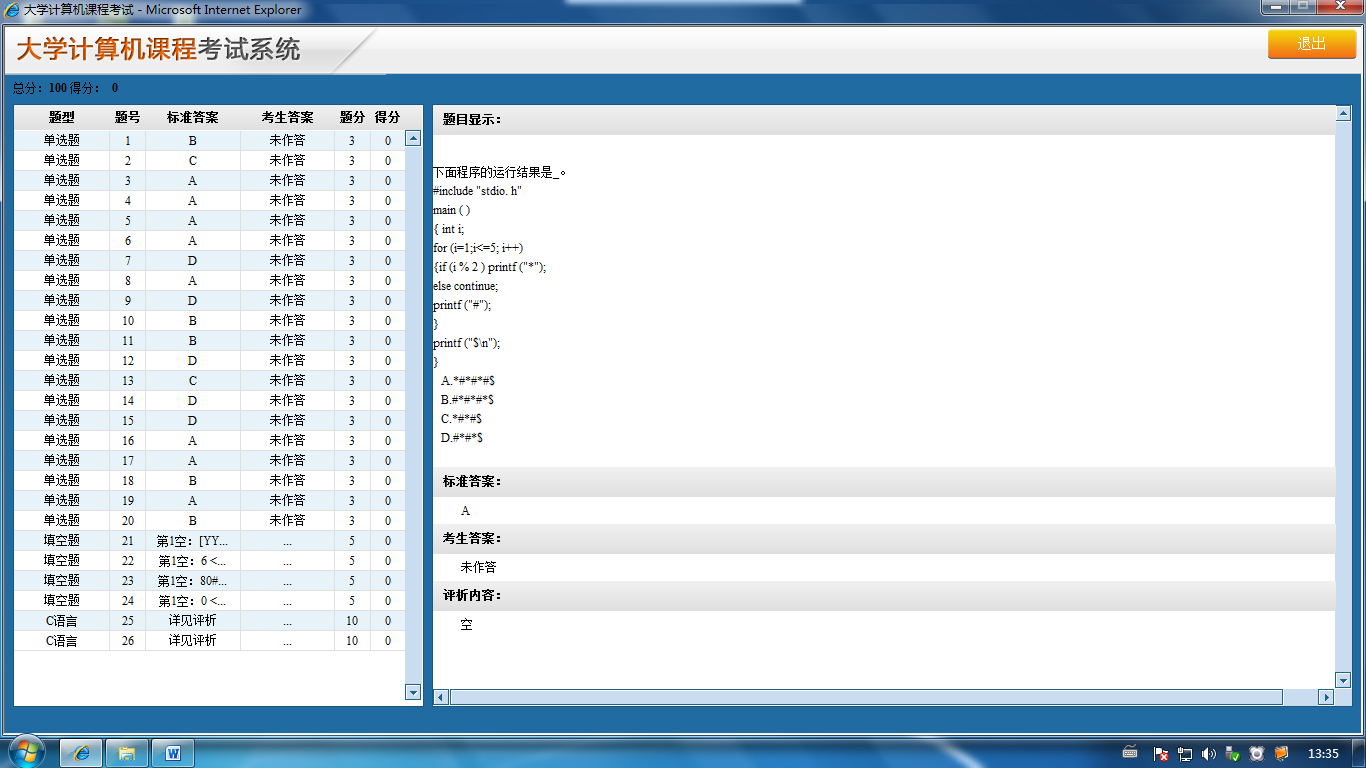 大学计算机课程考试 - Microsoft Internet Explorer
大学计算机课程考试系统
退出
总分：100 得分： 0
题型 题号 标准答案 考生答案 题分 得分
单选题 1 B 未作答 3 0
单选题 2 C 未作答 3 0
单选题 3 A 未作答 3 0
单选题 4 A 未作答 3 0
单选题 5 A 未作答 3 0
单选题 6 A 未作答 3 0
单选题 7 D 未作答 3 0
单选题 8 A 未作答 3 0
单选题 9 D 未作答 3 0
单选题 10 B 未作答 3 0
单选题 11 B 未作答 3 0
单选题 12 D 未作答 3 0
单选题 13 C 未作答 3 0
单选题 14 D 未作答 3 0
单选题 15 D 未作答 3 0
单选题 16 A 未作答 3 0
单选题 17 A 未作答 3 0
单选题 18 B 未作答 3 0
单选题 19 A 未作答 3 0
单选题 20 B 未作答 3 0
填空题 21 第1空：[YY... ... 5 0
填空题 22 第1空：6 <... ... 5 0
填空题 23 第1空：80#... ... 5 0
填空题 24 第1空：0 <... ... 5 0
C语言 25 详见评析 ... 10 0
C语言 26 详见评析 ... 10 0
题目显示：
下面程序的运行结果是_。
#include "stdio. h"
main ( )
{ int i;
for (i=1;i<=5; i++)
{if (i % 2 ) printf ("*");
else continue;
printf ("#");
}
printf ("$\n");
}
A.*#*#*#$
B.#*#*#*$
C.*#*#$
D.#*#*$
标准答案：
A
考生答案：
未作答
评析内容：
空
13:35